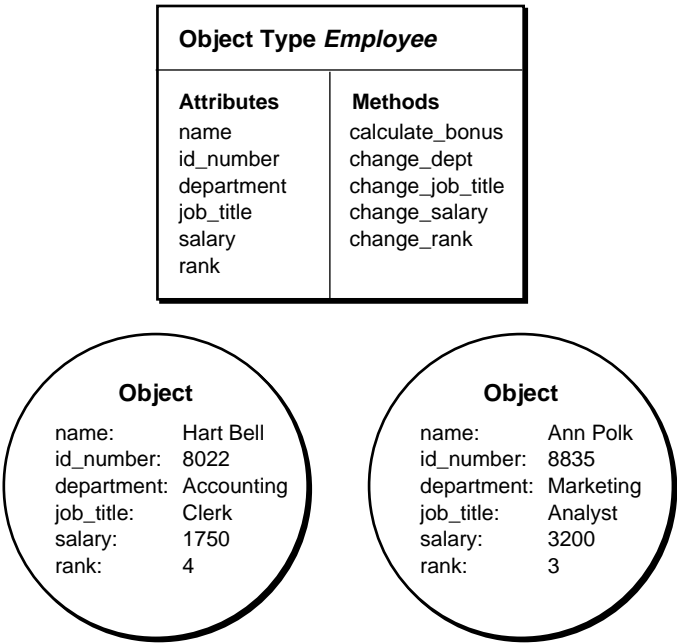 Object Type Employee
Attributes
name
id_number
department
job_title
salary
rank
Methods
calculate_bonus
change_dept
change_job_title
change_salary
change_rank
Object
name: Hart Bell
id_number: 8022
department: Accounting
job_title: Clerk
salary: 1750
rank: 4
Object
name: Ann Polk
id_number: 8835
department: Marketing
job_title: Analyst
salary: 3200
rank: 3